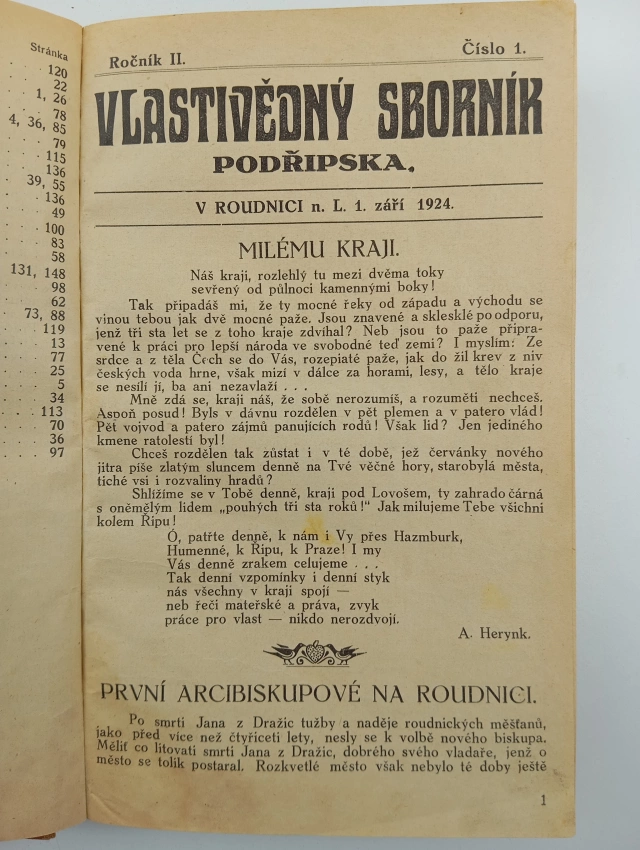 Stránka
120
22
1, 26
78
4, 36, 85
79
115
136
39, 55
136
49
100
83
58
131, 148
98
62
73, 88
119
13
77
25
5
34
113
70
36
97
Ročník II.
Číslo 1.
VLASTIVĚDNÝ SBORNÍK
PODŘIPSKA.
V ROUDNICI n. L. 1. září 1924.
MILÉMU KRAJI.
Náš kraji, rozlehlý tu mezi dvěma toky
sevřený od půlnoci kamennými boky!
Tak připadáš mi, že ty mocné řeky od západu a východu se
vinou tebou jak dvě mocné paže. Jsou znavené a sklesklé po odporu,
jenž tři sta let se z toho kraje zdvíhal? Neb jsou to paže připra-
vené k práci pro lepší národa ve svobodné teď zemi? I myslím: Ze
srdce a z těla Čech se do Vás, rozepiaté paže, jak do žil krev z niv
českých voda hrne, však mizí v dálce za horami, lesy, a tělo kraje
se nesílí jí, ba ani nezavlaží . . .
Mně zdá se, kraji náš, že sobě nerozumíš, a rozuměti nechceš.
Aspoň posud! Byls v dávnu rozdělen v pět plemen a v patero vlád!
Pět vojvod a patero zájmů panujících rodů! Však lid? Jen jediného
kmene ratolestí byl!
Chceš rozdělen tak zůstat i v té době, jež červánky nového
jitra píše zlatým sluncem denně na Tvé věčné hory, starobylá města,
tiché vsi i rozvaliny hradů?
Shlížíme se v Tobě denně, kraji pod Lovošem, ty zahrado čárná
s oněmělým lidem „pouhých tři sta roků!" Jak milujeme Tebe všichni
kolem Řipu!
Ó, patřte denně, k nám i Vy přes Hazmburk,
Humenné, k Řipu, k Praze! I my
Vás denně zrakem celujeme . . .
Tak denní vzpomínky i denní styk
nás všechny v kraji spojí —
neb řeči mateřské a práva, zvyk
práce pro vlast — nikdo nerozdvojí.
A. Herynk.
PRVNÍ ARCIBISKUPOVÉ NA ROUDNICI.
Po smrti Jana z Dražic tužby a naděje roudnických měšťanů,
jako před více než čtyřiceti lety, nesly se k volbě nového biskupa.
Měliť co litovati smrti Jana z Dražic, dobrého svého vladaře, jenž o
město se tolik postaral. Rozkvetlé město však nebylo té doby ještě
1